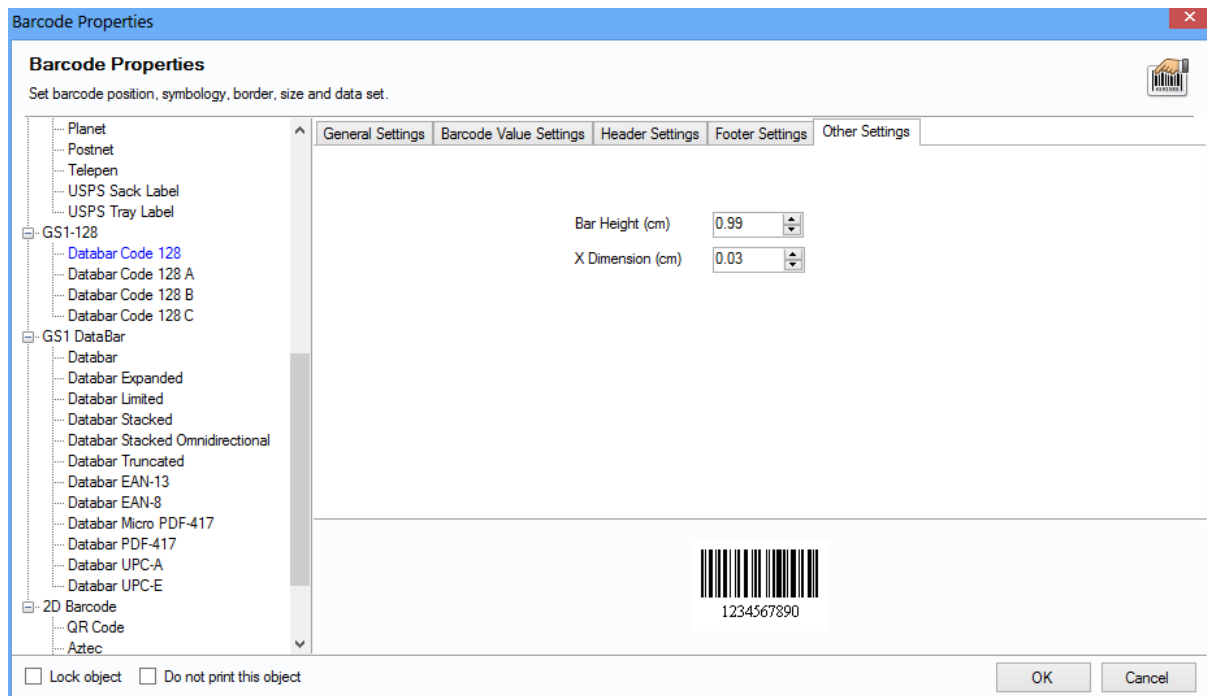 Barcode Properties
Barcode Properties
Set barcode position, symbology, border, size and data set.
Planet
Postnet
Telepen
USPS Sack Label
USPS Tray Label
GS1-128
Databar Code 128
Databar Code 128 A
Databar Code 128 B
Databar Code 128 C
GS1 DataBar
Databar
Databar Expanded
Databar Limited
Databar Stacked
Databar Stacked Omnidirectional
Databar Truncated
Databar EAN-13
Databar EAN-8
Databar Micro PDF-417
Databar PDF-417
Databar UPC-A
Databar UPC-E
2D Barcode
QR Code
Aztec
General Settings Barcode Value Settings Header Settings Footer Settings Other Settings
Bar Height (cm) 0.99
X Dimension (cm) 0.03
1234567890
Lock object Do not print this object OK Cancel